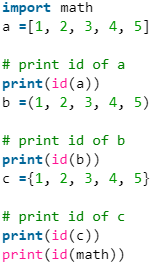 import math
a =[1, 2, 3, 4, 5]
# print id of a
print(id(a))
b =(1, 2, 3, 4, 5)
# print id of b
print(id(b))
c ={1, 2, 3, 4, 5}
# print id of c
print(id(c))
print(id(math))